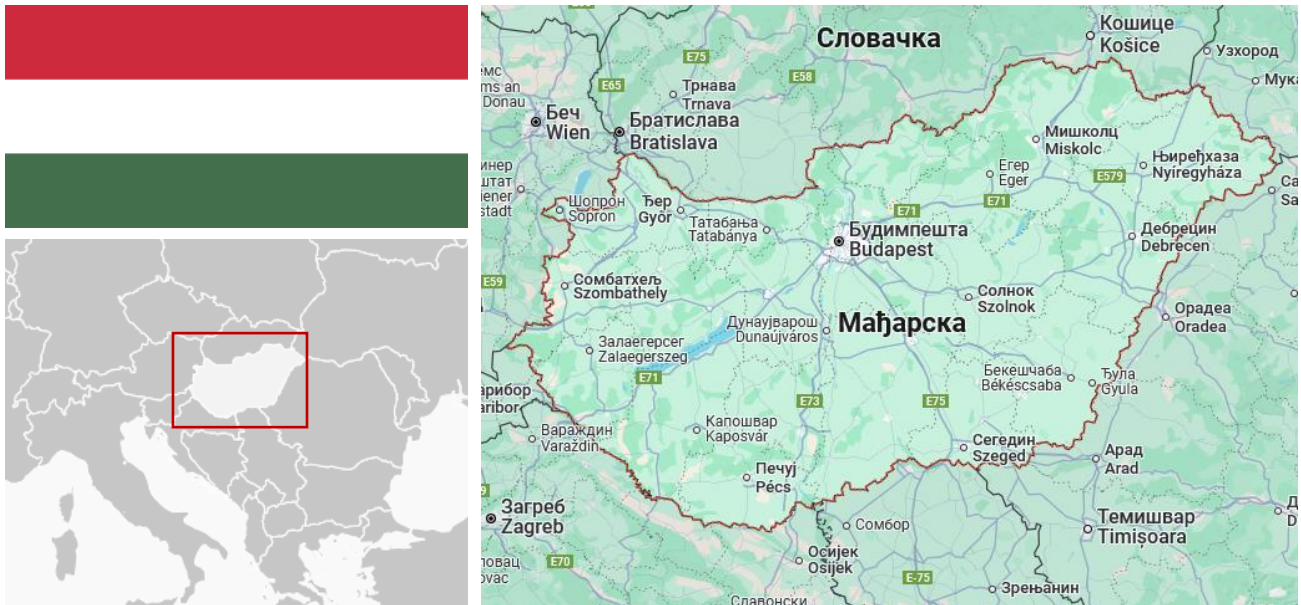 Словачка
Кошице
Košice
Ужхород
E75
E58
E65
Трнава
Trnava
Беч
Wien
Братислава
Bratislava
Мишколц
Miskolc
Егер
Eger
Њиређхаза
Nyíregyháza
E579
Шопрон
Sopron
Ђер
Győr
Татабања
Tatabánya
E71
E71
Будимпешта
Budapest
Дебрецин
Debrecen
E59
Сомбатхељ
Szombathely
Солнок
Szolnok
Орадеа
Oradea
Мађарска
Дунаујварош
Dunaújváros
Залаегерсег
Zalaegerszeg
E71
Бекешчаба
Békéscsaba
Ђула
Gyula
E73
E75
Капошвар
Kaposvár
Вараждин
Varaždin
Сегедин
Szeged
Арад
Arad
Печуј
Pécs
Загреб
Zagreb
Сомбор
Темишвар
Timișoara
Осијек
Osijek
E70
E-75
Зрењанин
Славонски